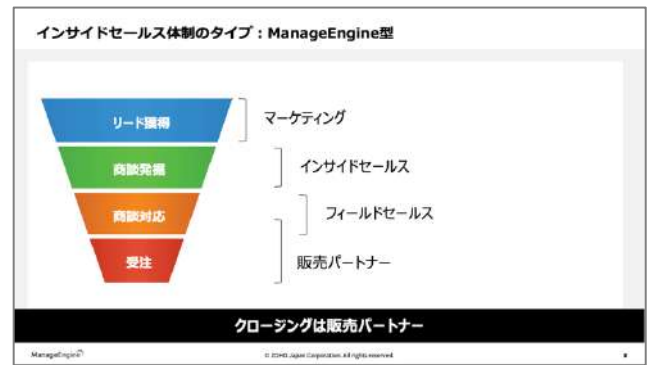 インサイドセールス体制のタイプ：ManageEngine型
リード獲得
マーケティング
商談発掘
インサイドセールス
商談対応
フィールドセールス
受注
販売パートナー
クロージングは販売パートナー
ManageEngine
© ZOHO Japan Corporation. All rights reserved.